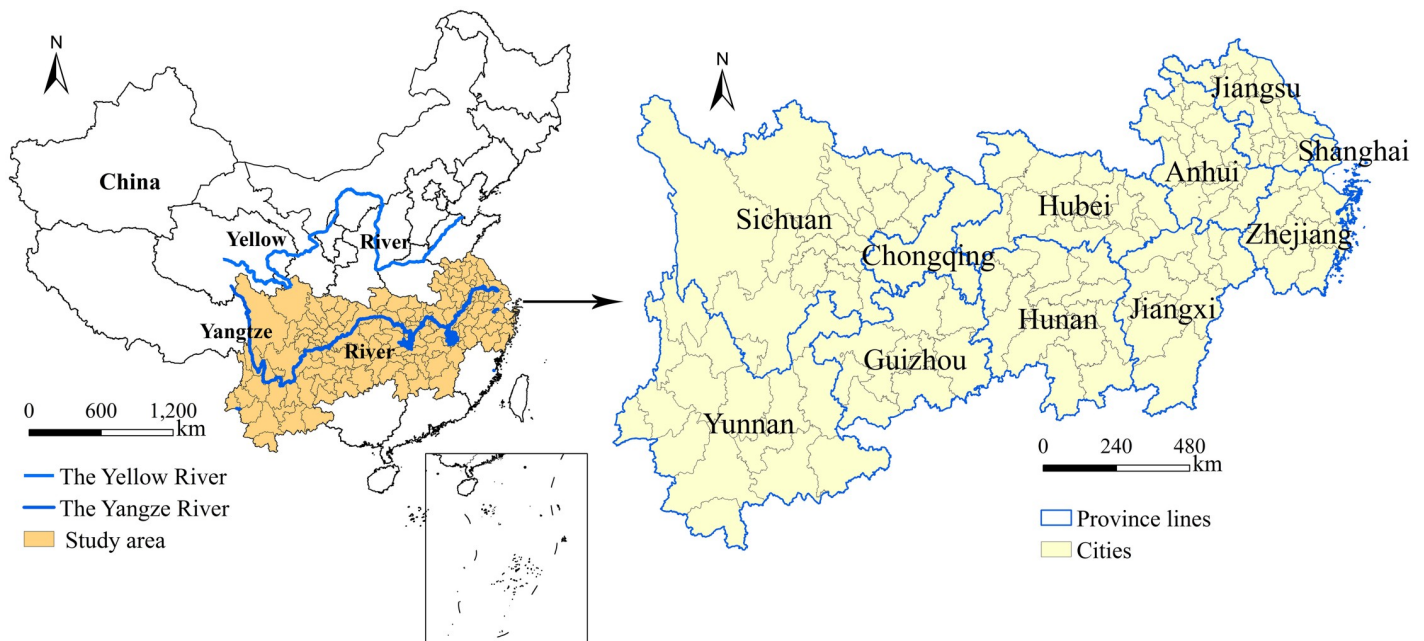 N
China
Yellow
River
Yangtze
River
0 600 1,200
km
The Yellow River
The Yangze River
Study area
N
Jiangsu
Shanghai
Anhui
Hubei
Sichuan
Zhejiang
Chongqing
Hunan
Jiangxi
Guizhou
Yunnan
0 240 480
km
Province lines
Cities